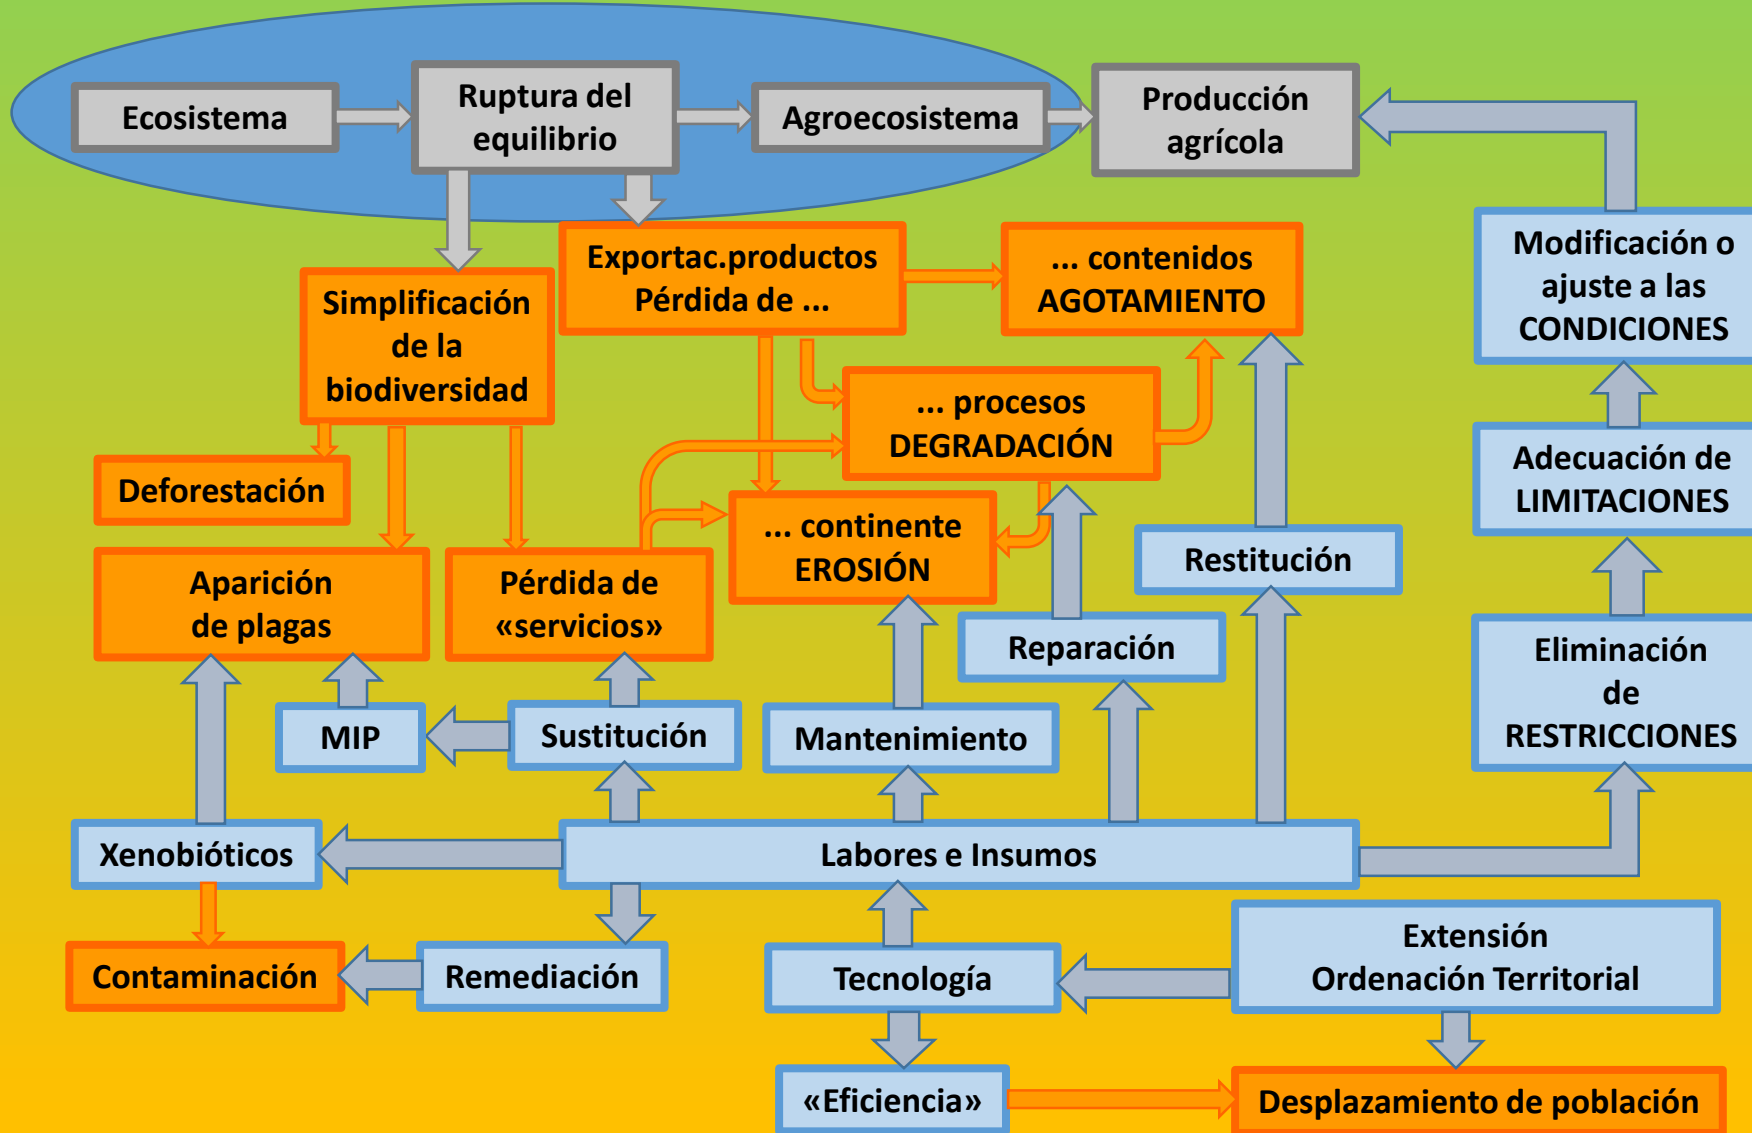 Ecosistema
Ruptura del
equilibrio
Agroecosistema
Producción
agrícola
Exportac.productos
Pérdida de ...
... contenidos
AGOTAMIENTO
Modificación o
ajuste a las
CONDICIONES
Simplificación
de la
biodiversidad
... procesos
DEGRADACIÓN
Adecuación de
LIMITACIONES
Deforestación
... continente
EROSIÓN
Restitución
Aparición
de plagas
Pérdida de
«servicios»
Reparación
Eliminación
de
RESTRICCIONES
MIP
Sustitución
Mantenimiento
Xenobióticos
Labores e Insumos
Contaminación
Remediación
Tecnología
Extensión
Ordenación Territorial
«Eficiencia»
Desplazamiento de población